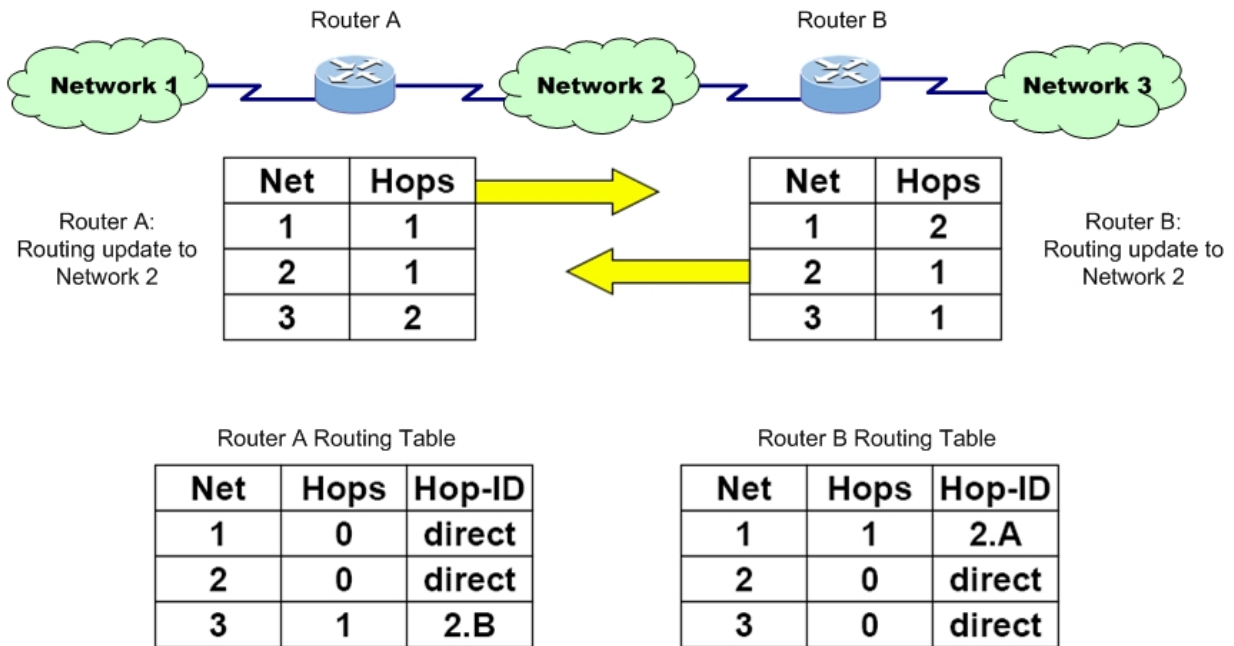 Router A
Router B
Network 1
Network 2
Network 3
Router A:
Routing update to
Network 2
Net Hops
1 1
2 1
3 2
Net Hops
1 2
2 1
3 1
Router B:
Routing update to
Network 2
Router A Routing Table
Net Hops Hop-ID
1 0 direct
2 0 direct
3 1 2.B
Router B Routing Table
Net Hops Hop-ID
1 1 2.A
2 0 direct
3 0 direct